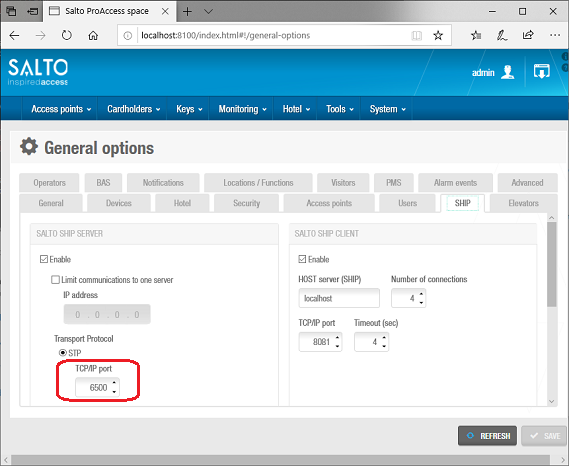 Salto ProAccess space
localhost:8100/index.html#!/general-options
SALTO
inspiredaccess
admin
Access points Cardholders Keys Monitoring Hotel Tools System
General options
Operators BAS Notifications Locations / Functions Visitors PMS Alarm events Advanced
General Devices Hotel Security Access points Users SHIP Elevators
SALTO SHIP SERVER
Enable
Limit communications to one server
IP address
0 . 0 . 0 . 0
Transport Protocol
STP
TCP/IP port
6500
SALTO SHIP CLIENT
Enable
HOST server (SHIP) Number of connections
localhost 4
TCP/IP port Timeout (sec)
8081 4
REFRESH SAVE